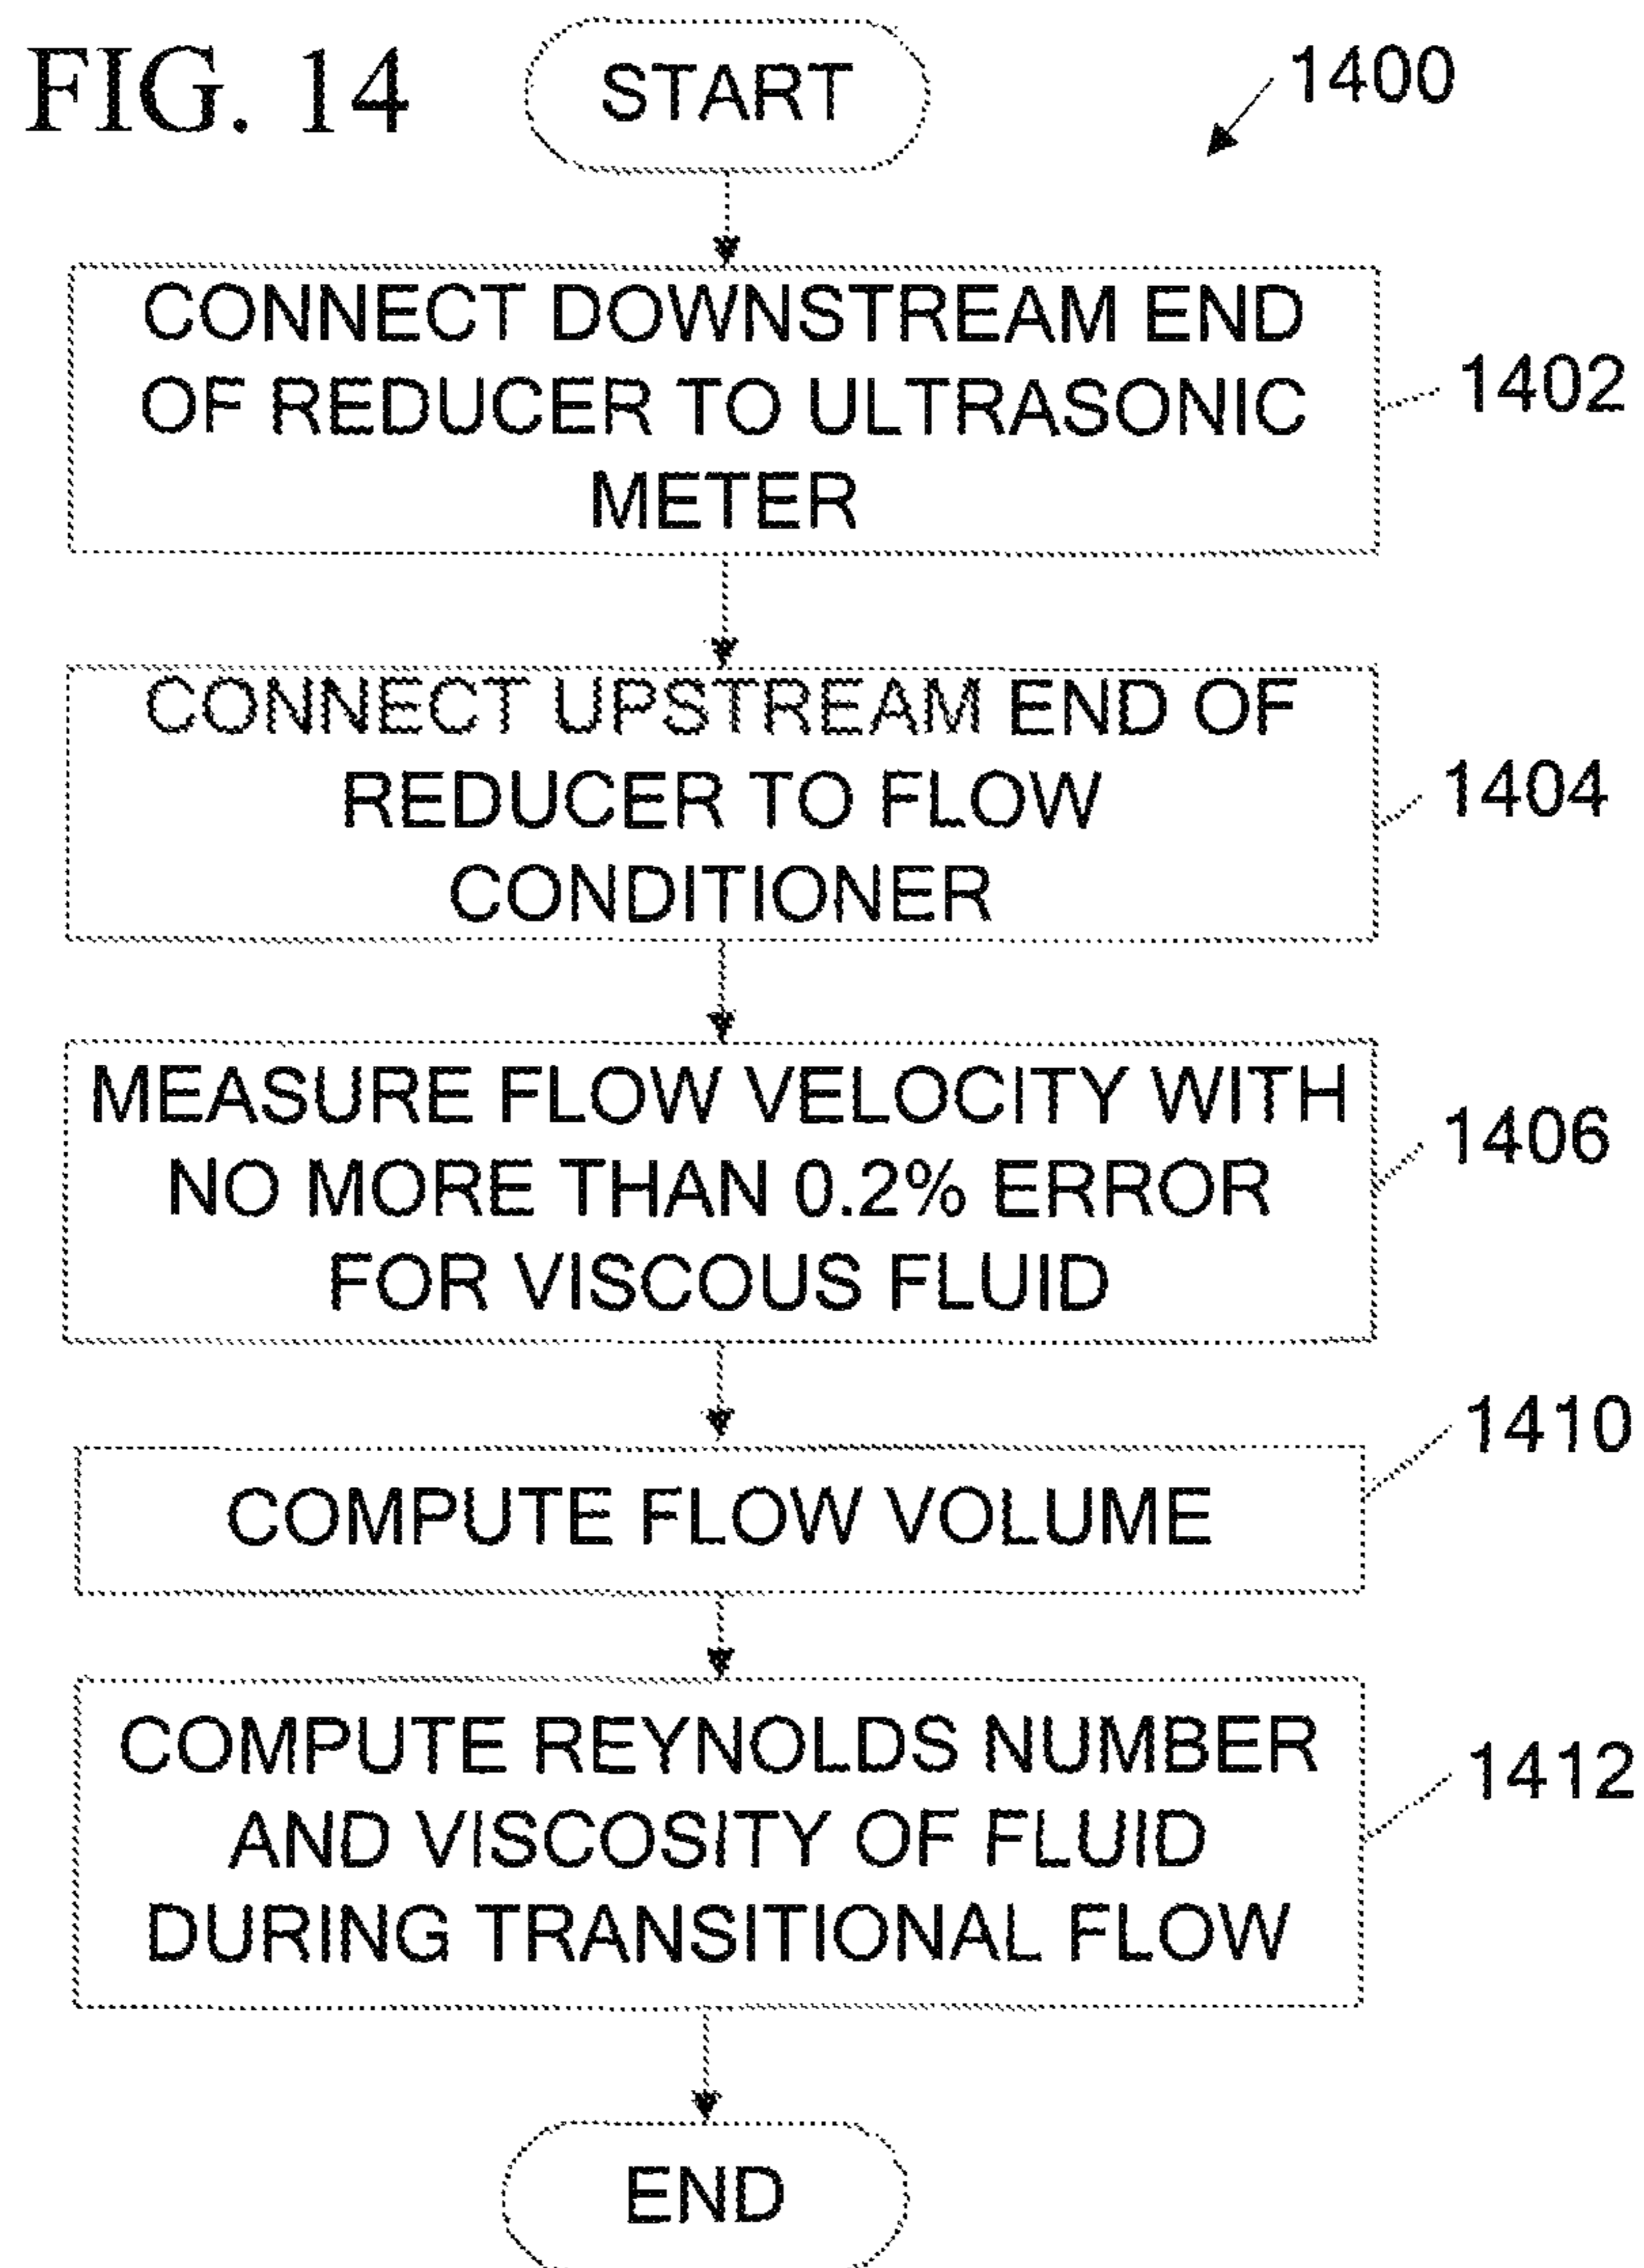 FIG. 14
START
1400
CONNECT DOWNSTREAM END
OF REDUCER TO ULTRASONIC
METER
1402
CONNECT UPSTREAM END OF
REDUCER TO FLOW
CONDITIONER
1404
MEASURE FLOW VELOCITY WITH
NO MORE THAN 0.2% ERROR
FOR VISCOUS FLUID
1406
COMPUTE FLOW VOLUME
1410
COMPUTE REYNOLDS NUMBER
AND VISCOSITY OF FLUID
DURING TRANSITIONAL FLOW
1412
END